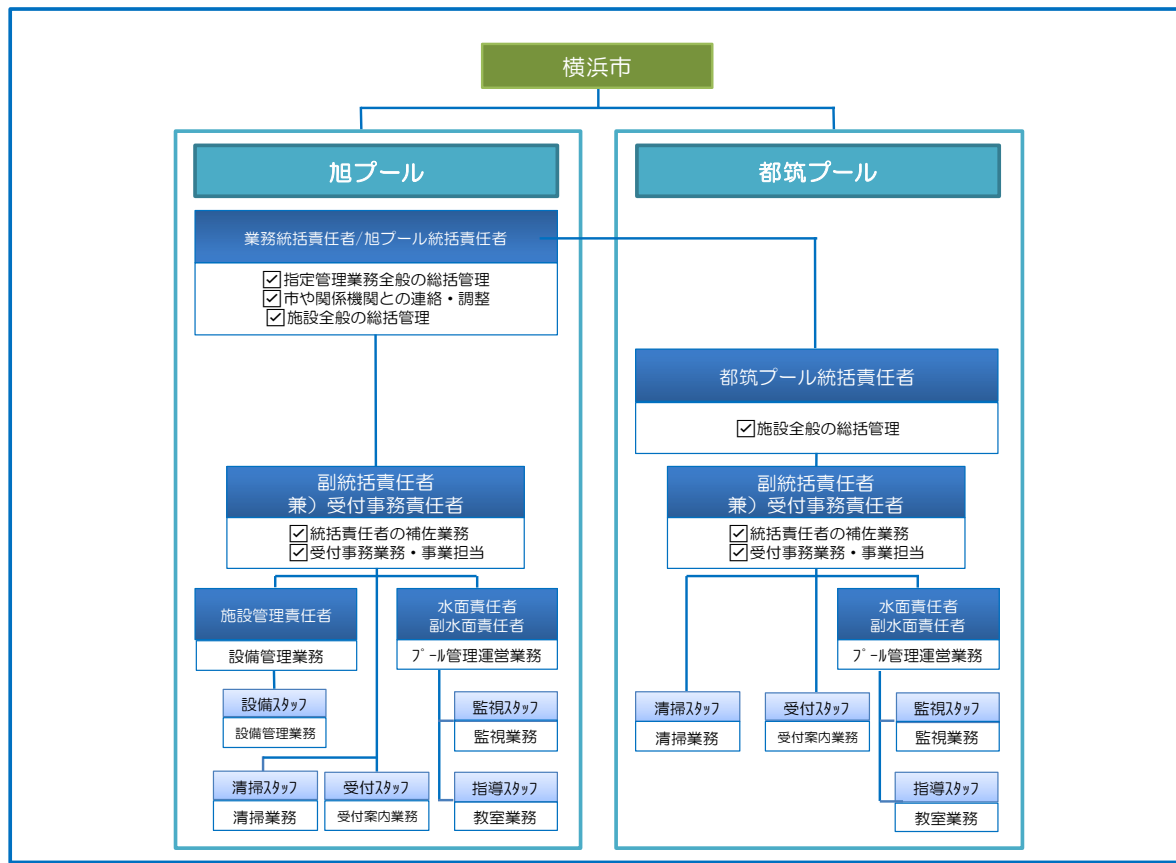 横浜市
旭プール
業務統括責任者/旭プール統括責任者
☑指定管理業務全般の総括管理
☑市や関係機関との連絡・調整
☑施設全般の総括管理
副統括責任者
兼）受付事務責任者
☑統括責任者の補佐業務
☑受付事務業務・事業担当
施設管理責任者
設備管理業務
設備ｽﾀｯﾌ
設備管理業務
水面責任者
副水面責任者
ﾌﾟｰﾙ管理運営業務
監視ｽﾀｯﾌ
監視業務
清掃ｽﾀｯﾌ
清掃業務
受付ｽﾀｯﾌ
受付案内業務
指導ｽﾀｯﾌ
教室業務
都筑プール
都筑プール統括責任者
☑施設全般の総括管理
副統括責任者
兼）受付事務責任者
☑統括責任者の補佐業務
☑受付事務業務・事業担当
水面責任者
副水面責任者
ﾌﾟｰﾙ管理運営業務
清掃ｽﾀｯﾌ
清掃業務
受付ｽﾀｯﾌ
受付案内業務
監視ｽﾀｯﾌ
監視業務
指導ｽﾀｯﾌ
教室業務